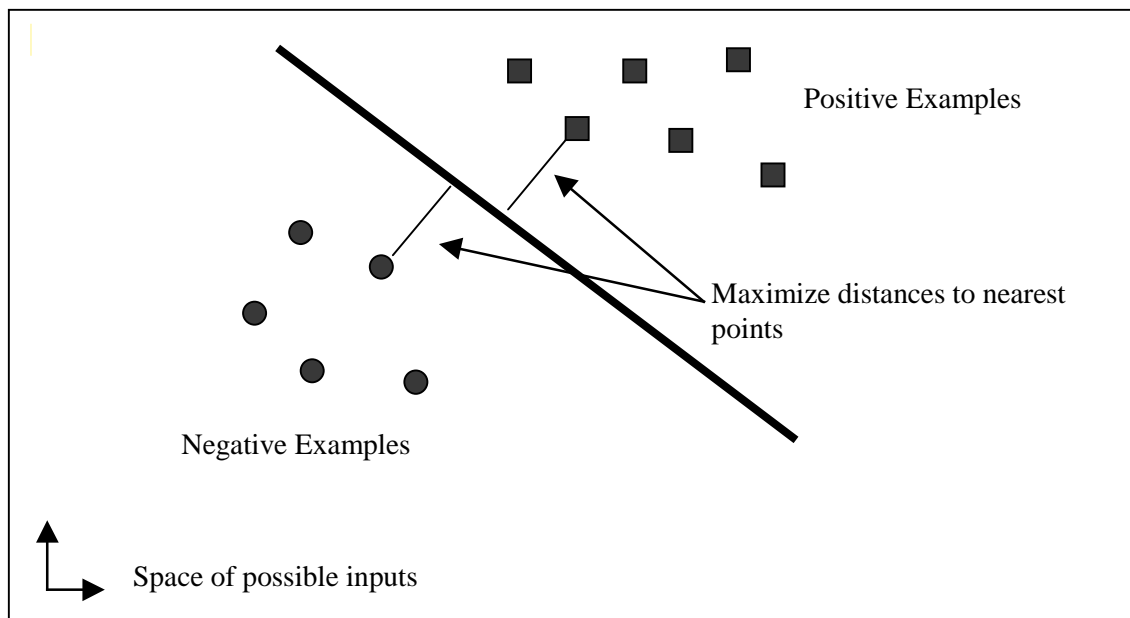 Positive Examples
Maximize distances to nearest
points
Negative Examples
Space of possible inputs